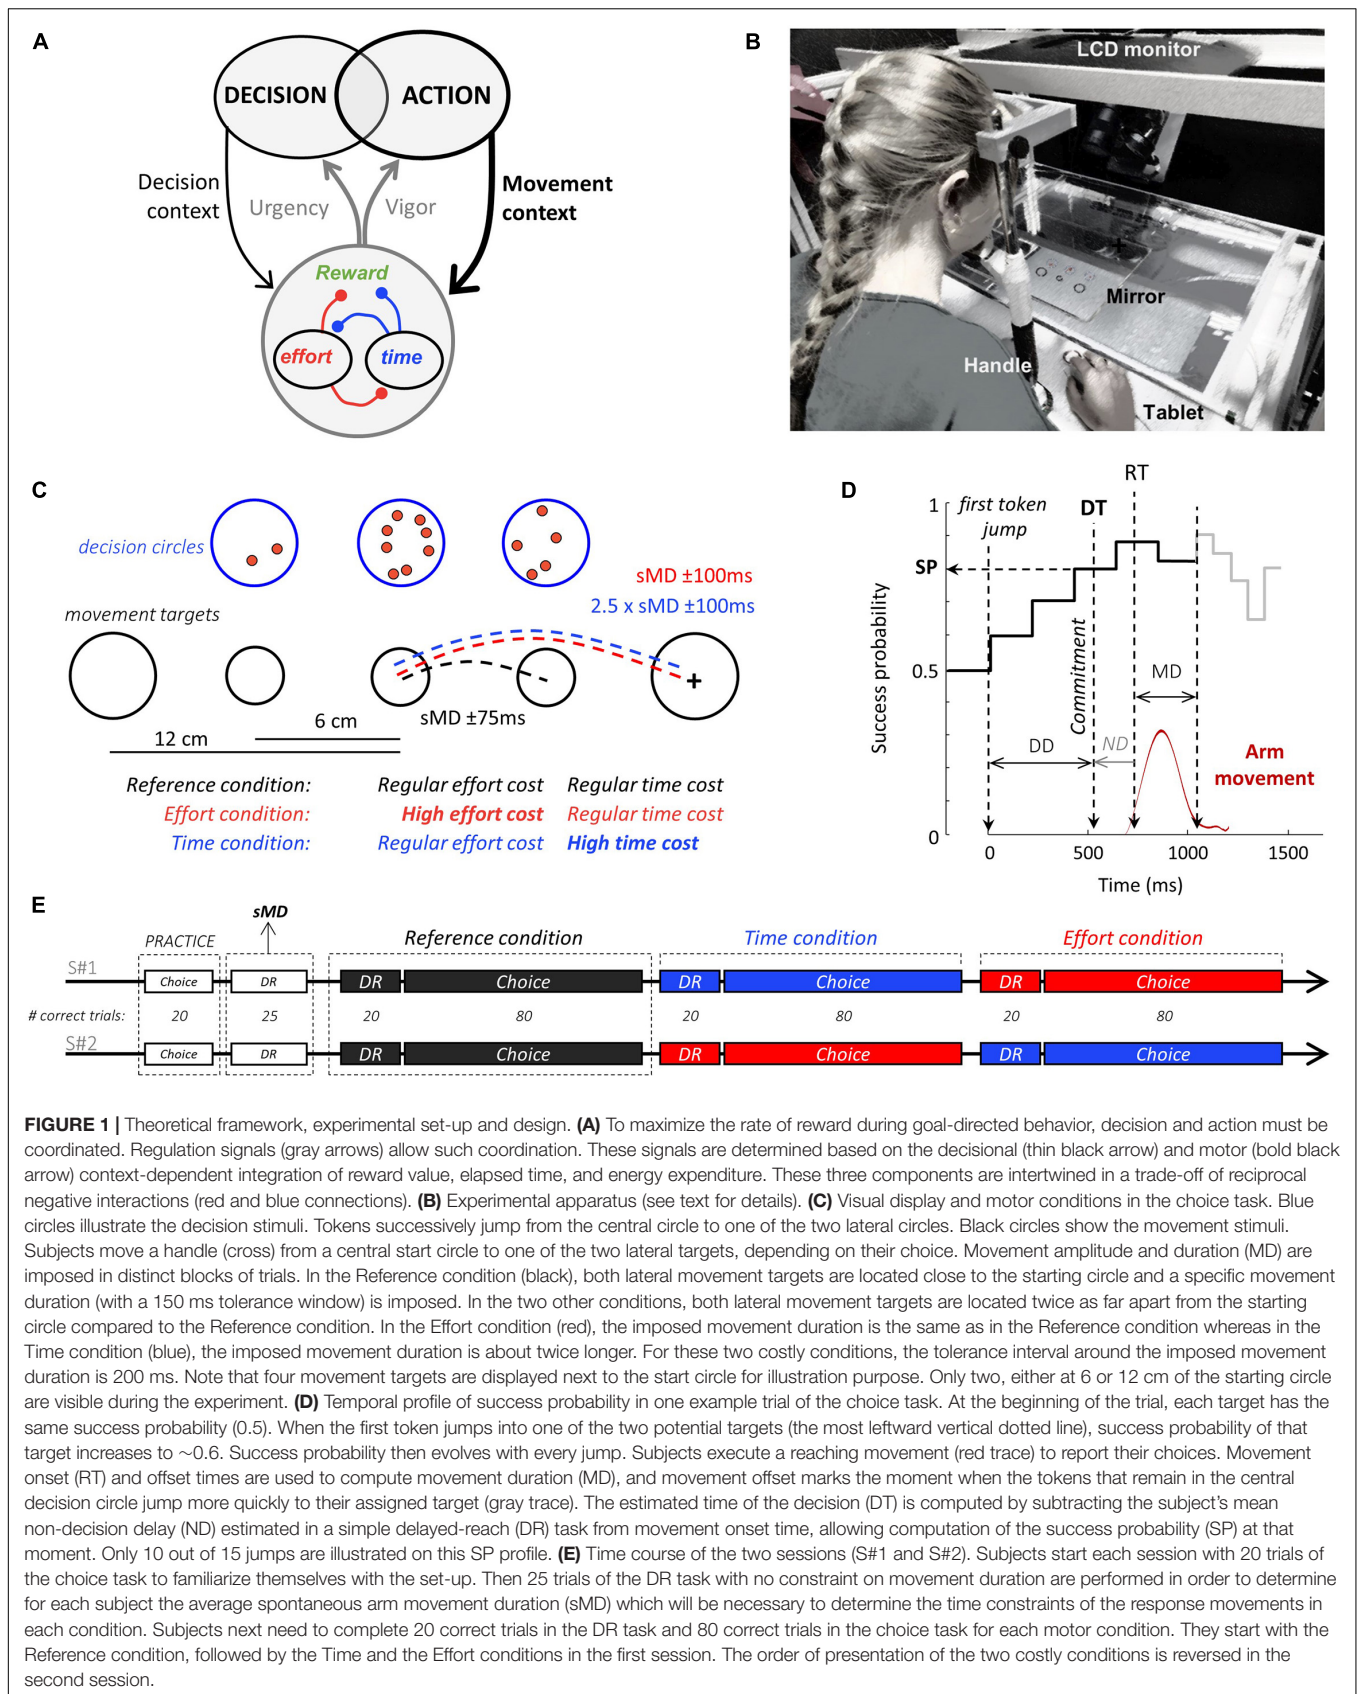 A
DECISION
ACTION
Decision
context
Urgency
Vigor
Movement
context
Reward
effort
time
B
LCD monitor
Mirror
Handle
Tablet
C
decision circles
sMD ±100ms
2.5 x sMD ±100ms
movement targets
sMD ±75ms
6 cm
12 cm
Reference condition: Regular effort cost Regular time cost
Effort condition: High effort cost Regular time cost
Time condition: Regular effort cost High time cost
D
RT
first token
jump
DT
1
SP
0.5
0
Success probability
Commitment
MD
DD
ND
Arm
movement
0 500 1000 1500
Time (ms)
E
sMD
PRACTICE
Reference condition
Time condition
Effort condition
S#1
Choice DR DR Choice DR Choice DR Choice
# correct trials: 20 25 20 80 20 80 20 80
S#2
Choice DR DR Choice DR Choice DR Choice
FIGURE 1 | Theoretical framework, experimental set-up and design. (A) To maximize the rate of reward during goal-directed behavior, decision and action must be
coordinated. Regulation signals (gray arrows) allow such coordination. These signals are determined based on the decisional (thin black arrow) and motor (bold black
arrow) context-dependent integration of reward value, elapsed time, and energy expenditure. These three components are intertwined in a trade-off of reciprocal
negative interactions (red and blue connections). (B) Experimental apparatus (see text for details). (C) Visual display and motor conditions in the choice task. Blue
circles illustrate the decision stimuli. Tokens successively jump from the central circle to one of the two lateral circles. Black circles show the movement stimuli.
Subjects move a handle (cross) from a central start circle to one of the two lateral targets, depending on their choice. Movement amplitude and duration (MD) are
imposed in distinct blocks of trials. In the Reference condition (black), both lateral movement targets are located close to the starting circle and a specific movement
duration (with a 150 ms tolerance window) is imposed. In the two other conditions, both lateral movement targets are located twice as far apart from the starting
circle compared to the Reference condition. In the Effort condition (red), the imposed movement duration is the same as in the Reference condition whereas in the
Time condition (blue), the imposed movement duration is about twice longer. For these two costly conditions, the tolerance interval around the imposed movement
duration is 200 ms. Note that four movement targets are displayed next to the start circle for illustration purpose. Only two, either at 6 or 12 cm of the starting circle
are visible during the experiment. (D) Temporal profile of success probability in one example trial of the choice task. At the beginning of the trial, each target has the
same success probability (0.5). When the first token jumps into one of the two potential targets (the most leftward vertical dotted line), success probability of that
target increases to ∼0.6. Success probability then evolves with every jump. Subjects execute a reaching movement (red trace) to report their choices. Movement
onset (RT) and offset times are used to compute movement duration (MD), and movement offset marks the moment when the tokens that remain in the central
decision circle jump more quickly to their assigned target (gray trace). The estimated time of the decision (DT) is computed by subtracting the subject's mean
non-decision delay (ND) estimated in a simple delayed-reach (DR) task from movement onset time, allowing computation of the success probability (SP) at that
moment. Only 10 out of 15 jumps are illustrated on this SP profile. (E) Time course of the two sessions (S#1 and S#2). Subjects start each session with 20 trials of
the choice task to familiarize themselves with the set-up. Then 25 trials of the DR task with no constraint on movement duration are performed in order to determine
for each subject the average spontaneous arm movement duration (sMD) which will be necessary to determine the time constraints of the response movements in
each condition. Subjects next need to complete 20 correct trials in the DR task and 80 correct trials in the choice task for each motor condition. They start with the
Reference condition, followed by the Time and the Effort conditions in the first session. The order of presentation of the two costly conditions is reversed in the
second session.